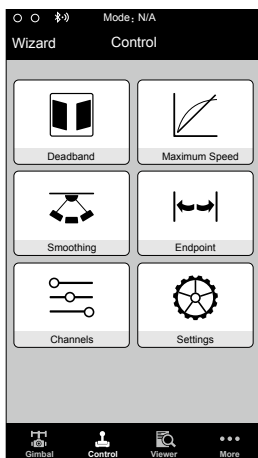 Mode: N/A
Wizard Control
Deadband Maximum Speed
Smoothing Endpoint
Channels Settings
Gimbal Control Viewer More